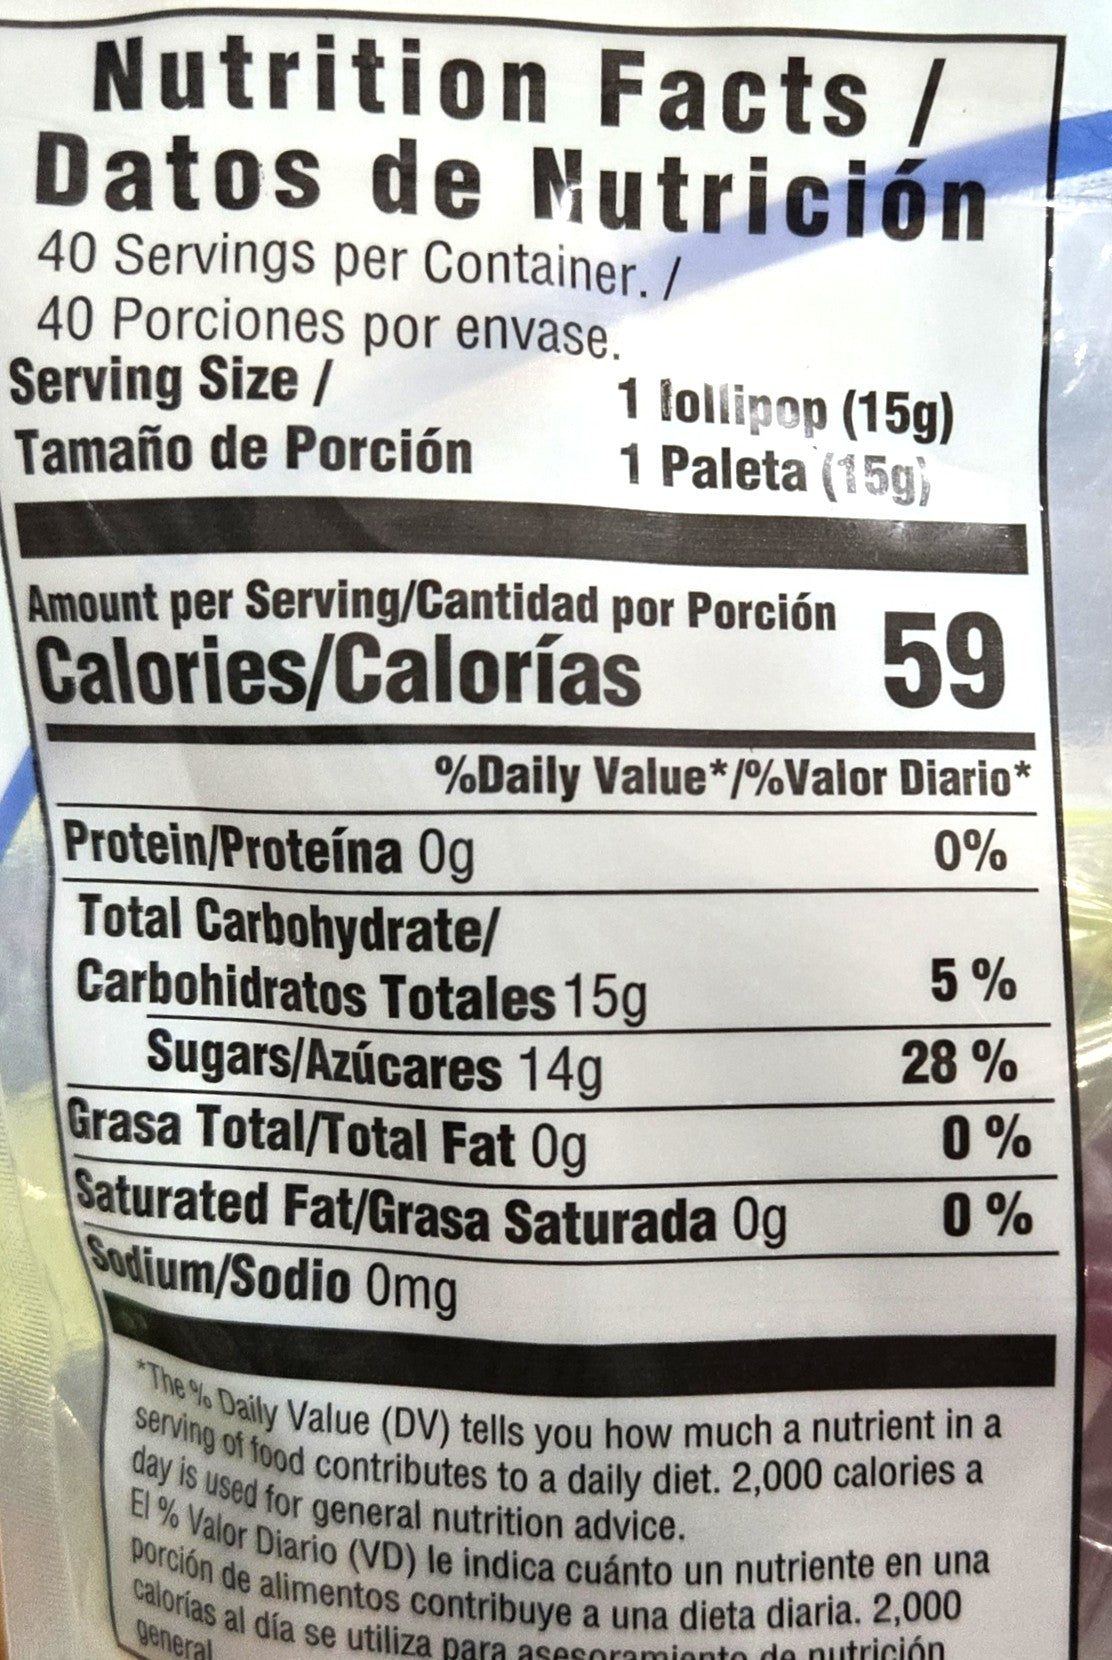 Nutrition Facts /
Datos de Nutrición
40 Servings per Container. /
40 Porciones por envase.
Serving Size / 1 lollipop (15g)
Tamaño de Porción 1 Paleta (15g)
Amount per Serving/Cantidad por Porción
Calories/Calorías 59
%Daily Value*/%Valor Diario*
Protein/Proteína 0g 0%
Total Carbohydrate/
Carbohidratos Totales 15g 5 %
Sugars/Azúcares 14g 28 %
Grasa Total/Total Fat 0g 0 %
Saturated Fat/Grasa Saturada 0g 0 %
Sodium/Sodio 0mg
*The % Daily Value (DV) tells you how much a nutrient in a
serving of food contributes to a daily diet. 2,000 calories a
day is used for general nutrition advice.
El % Valor Diario (VD) le indica cuánto un nutriente en una
porción de alimentos contribuye a una dieta diaria. 2,000
calorías al día se utiliza para asesoramiento de nutrición
general